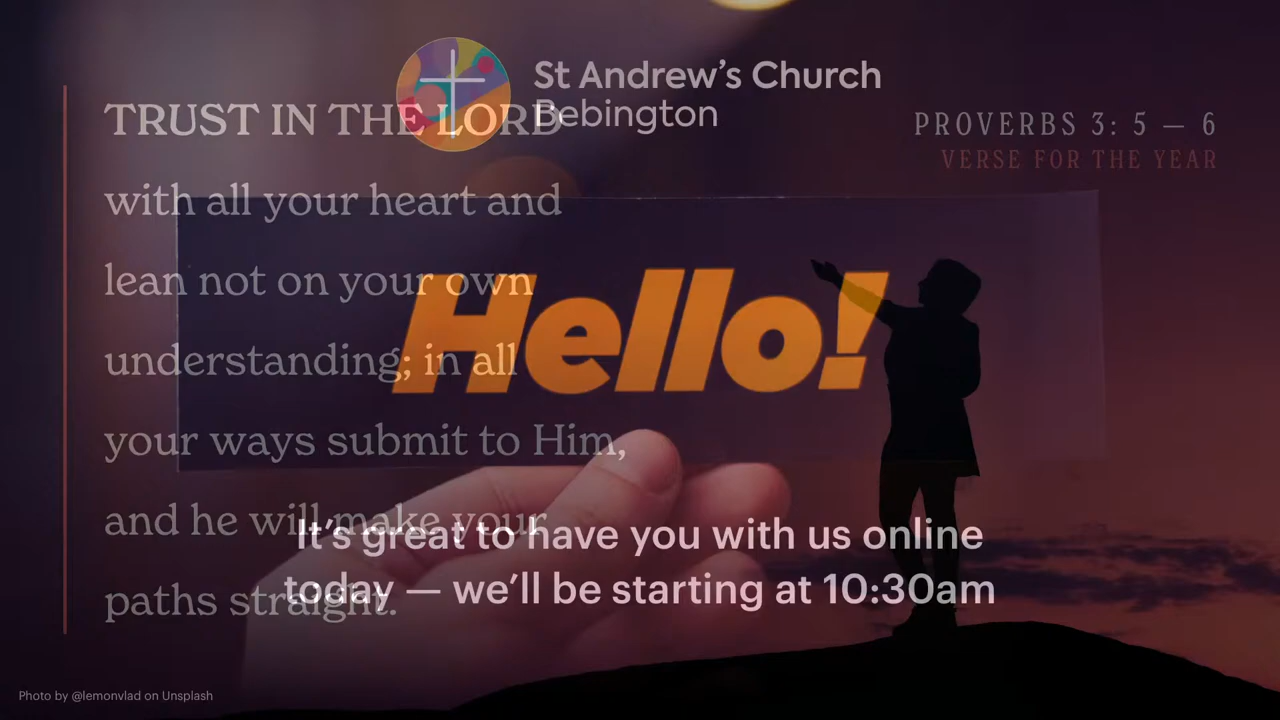 St Andrew’s Church
Bebington
TRUST IN THE LORD
with all your heart and
lean not on your own
understanding; in all
your ways submit to Him,
and he will make your
paths straight.
PROVERBS 3: 5 — 6
VERSE FOR THE YEAR
Hello!
It’s great to have you with us online
today — we’ll be starting at 10:30am
Photo by @lemonvlad on Unsplash